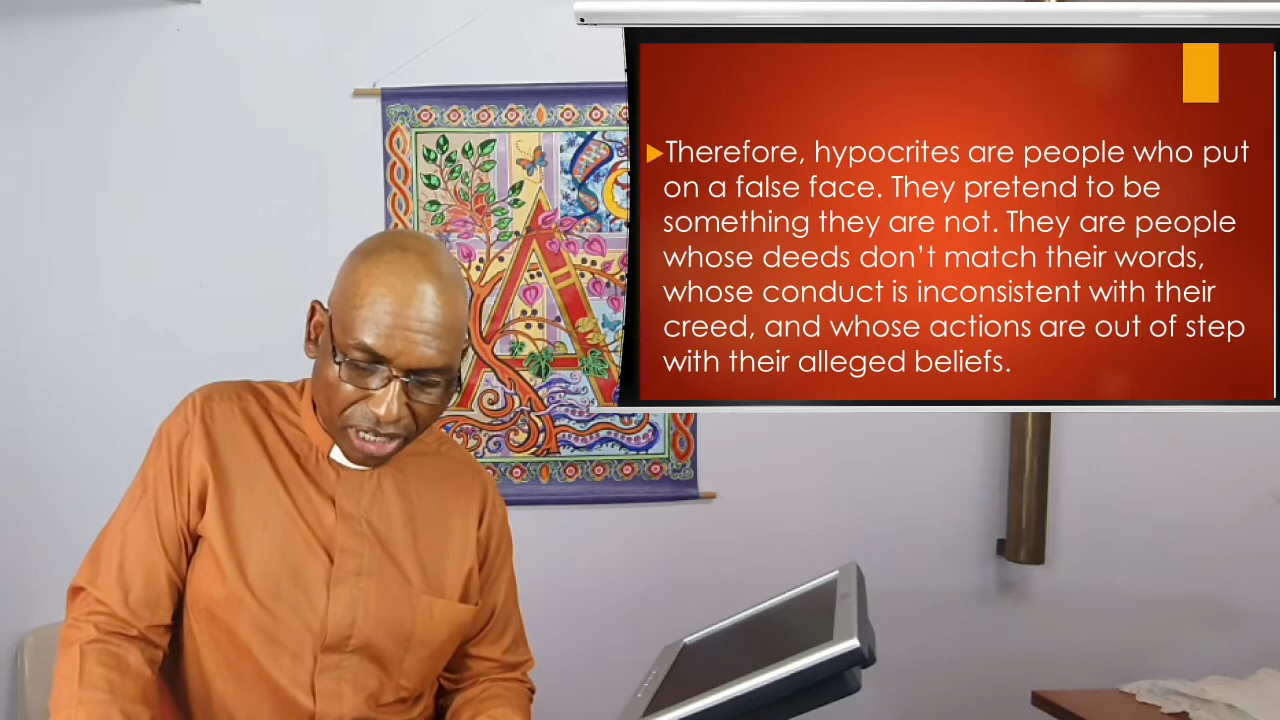 Therefore, hypocrites are people who put
on a false face. They pretend to be
something they are not. They are people
whose deeds don’t match their words,
whose conduct is inconsistent with their
creed, and whose actions are out of step
with their alleged beliefs.